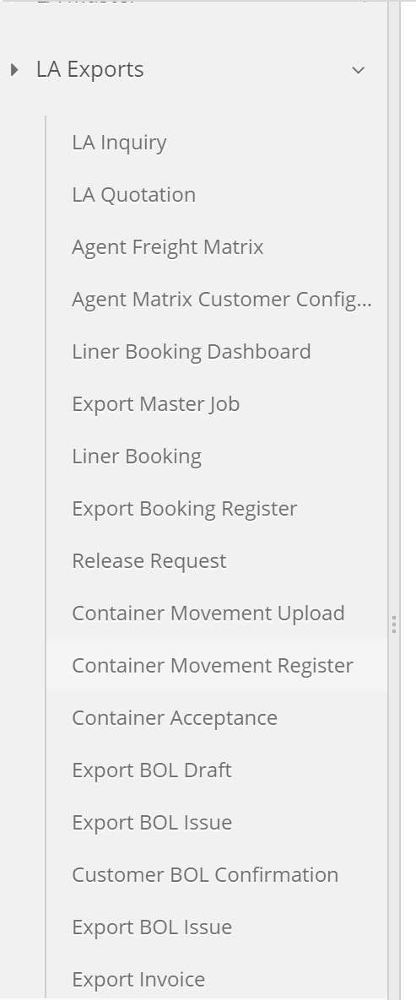 LA Exports
LA Inquiry
LA Quotation
Agent Freight Matrix
Agent Matrix Customer Config...
Liner Booking Dashboard
Export Master Job
Liner Booking
Export Booking Register
Release Request
Container Movement Upload
Container Movement Register
Container Acceptance
Export BOL Draft
Export BOL Issue
Customer BOL Confirmation
Export BOL Issue
Export Invoice